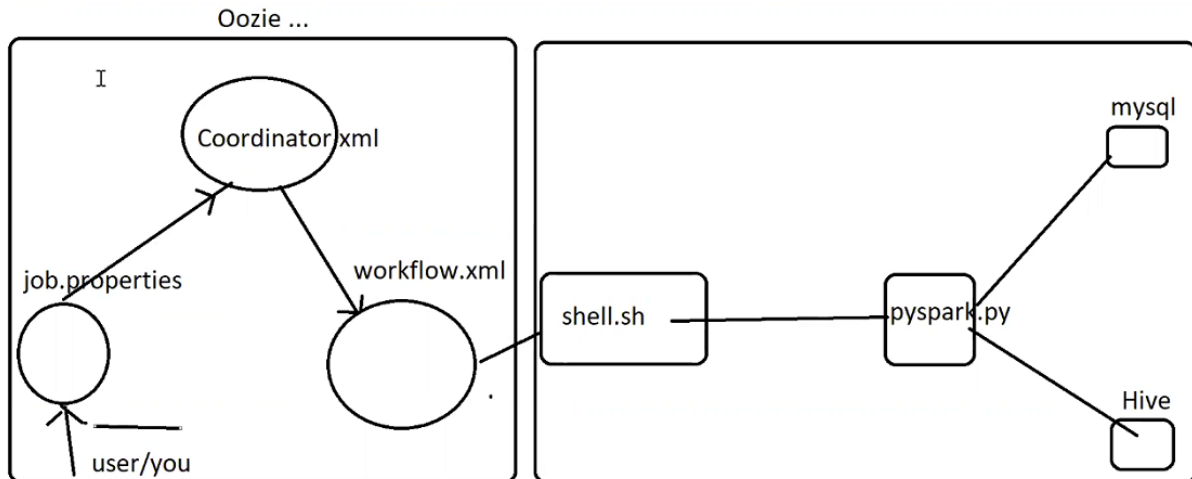 Oozie ...
Coordinator.xml
mysql
job.properties
workflow.xml
shell.sh
pyspark.py
Hive
user/you